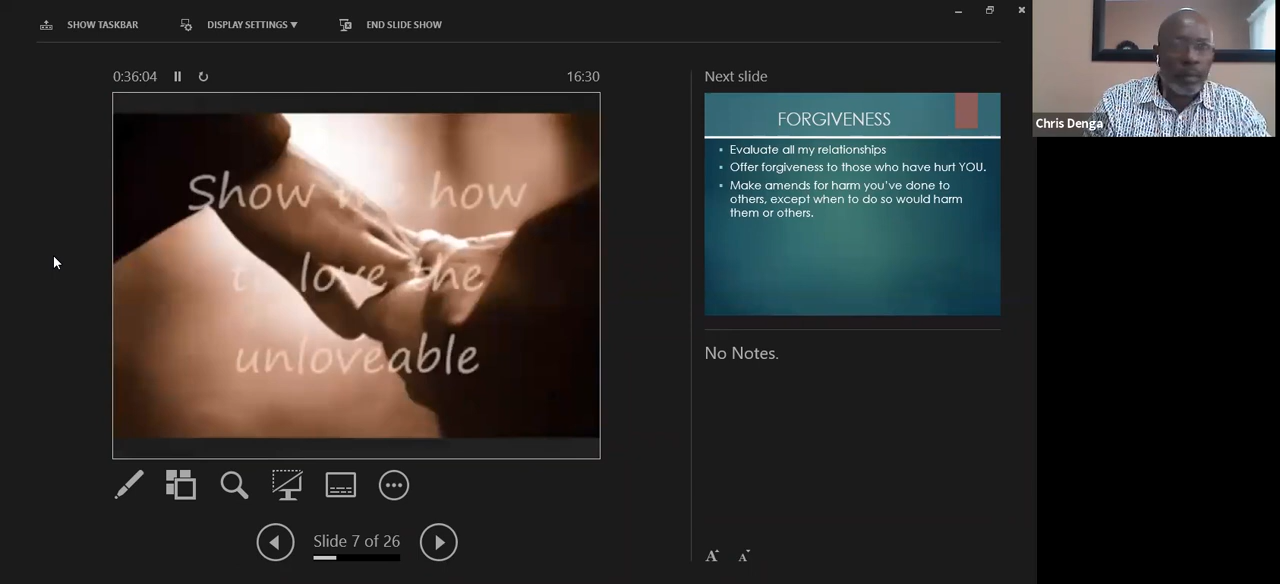 SHOW TASKBAR
DISPLAY SETTINGS ▼
END SLIDE SHOW
0:36:04
16:30
Show me how
to love the
unloveable
Slide 7 of 26
Next slide
FORGIVENESS
▪ Evaluate all my relationships
▪ Offer forgiveness to those who have hurt YOU.
▪ Make amends for harm you've done to
others, except when to do so would harm
them or others.
No Notes.
A
A
Chris Denga